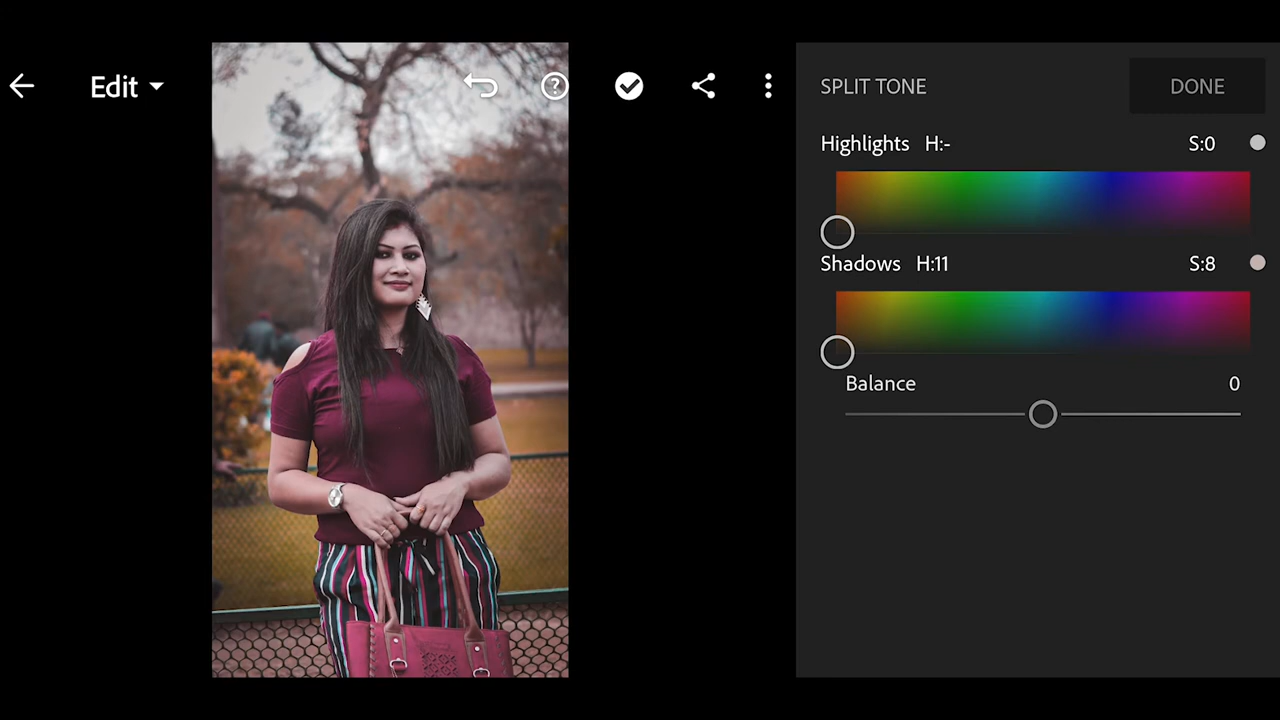 Edit
SPLIT TONE
DONE
Highlights H:- S:0
Shadows H:11 S:8
Balance 0